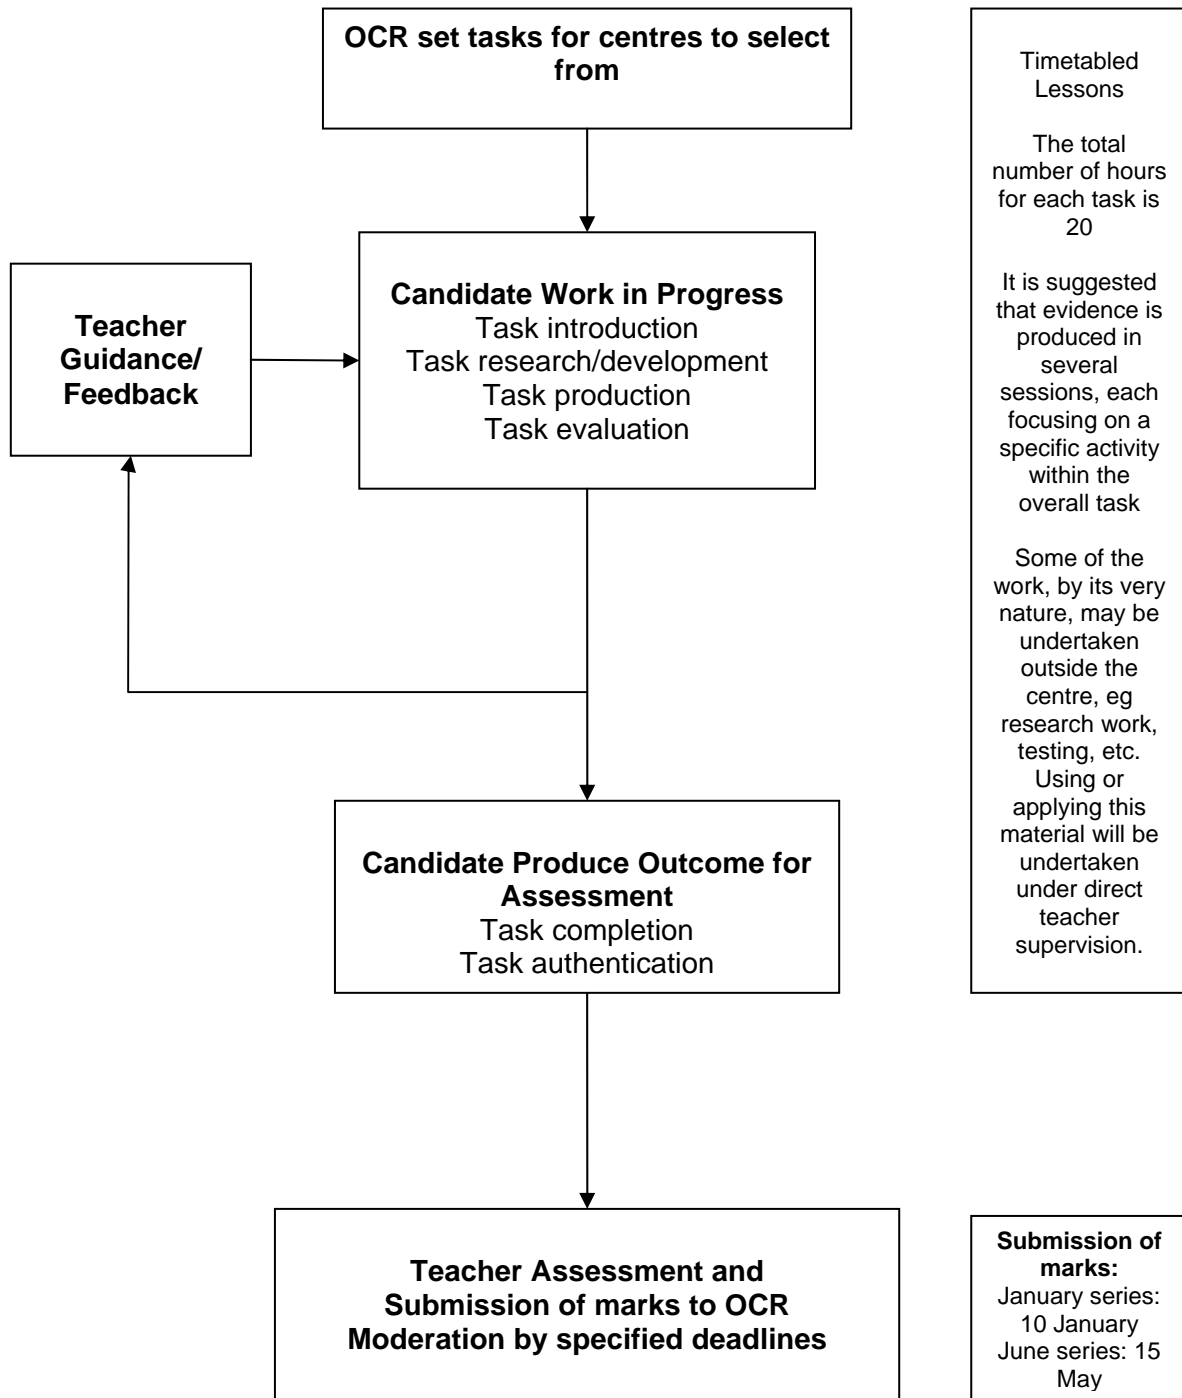 OCR set tasks for centres to select
from
Timetabled
Lessons
The total
number of hours
for each task is
20
It is suggested
that evidence is
produced in
several
sessions, each
focusing on a
specific activity
within the
overall task
Some of the
work, by its very
nature, may be
undertaken
outside the
centre, eg
research work,
testing, etc.
Using or
applying this
material will be
undertaken
under direct
teacher
supervision.
Teacher
Guidance/
Feedback
Candidate Work in Progress
Task introduction
Task research/development
Task production
Task evaluation
Candidate Produce Outcome for
Assessment
Task completion
Task authentication
Teacher Assessment and
Submission of marks to OCR
Moderation by specified deadlines
Submission of
marks:
January series:
10 January
June series: 15
May